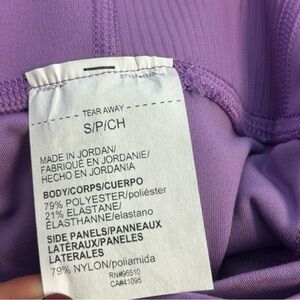 TEAR AWAY
S/P/CH
MADE IN JORDAN/
FABRIQUÉ EN JORDANIE/
HECHO EN JORDANIA
BODY/CORPS/CUERPO
79% POLYESTER/poliéster
21% ELASTANE/
ÉLASTHANNE/elastano
SIDE PANELS/PANNEAUX
LATÉRAUX/PANELES
LATERALES
79% NYLON/poliamida
RN#96510
CA#41095